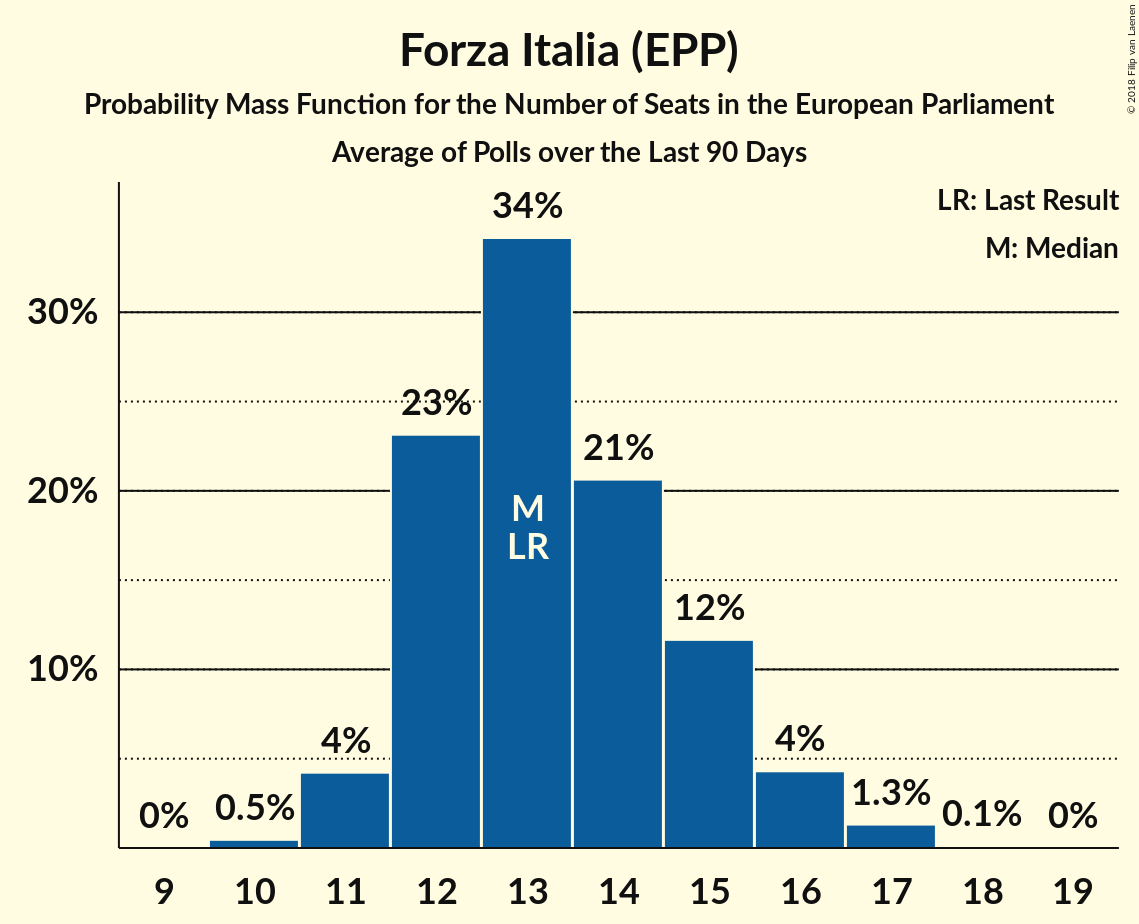 Forza Italia (EPP)
Probability Mass Function for the Number of Seats in the European Parliament
Average of Polls over the Last 90 Days
© 2018 Filip van Laenen
LR: Last Result
M: Median
30%
20%
10%
0%
0.5%
4%
23%
34%
21%
12%
4%
1.3%
0.1%
0%
M
LR
9 10 11 12 13 14 15 16 17 18 19